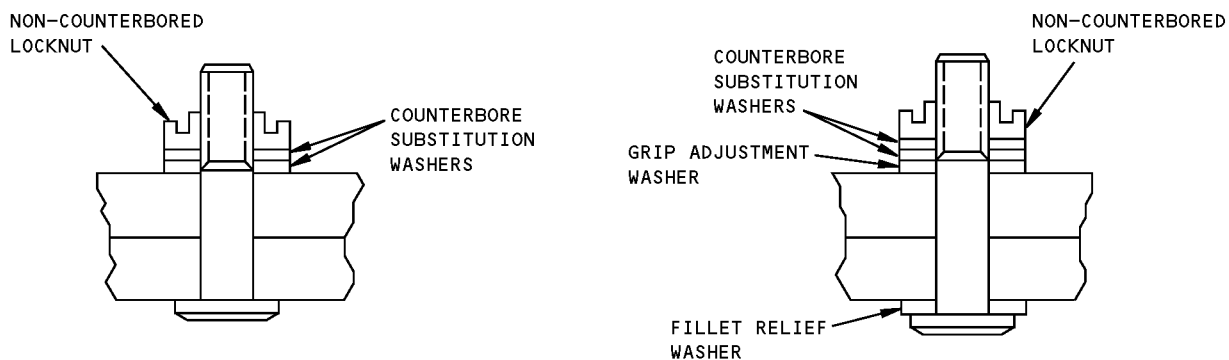 NON-COUNTERBORED
LOCKNUT
COUNTERBORE
SUBSTITUTION
WASHERS
NON-COUNTERBORED
LOCKNUT
COUNTERBORE
SUBSTITUTION
WASHERS
GRIP ADJUSTMENT
WASHER
FILLET RELIEF
WASHER